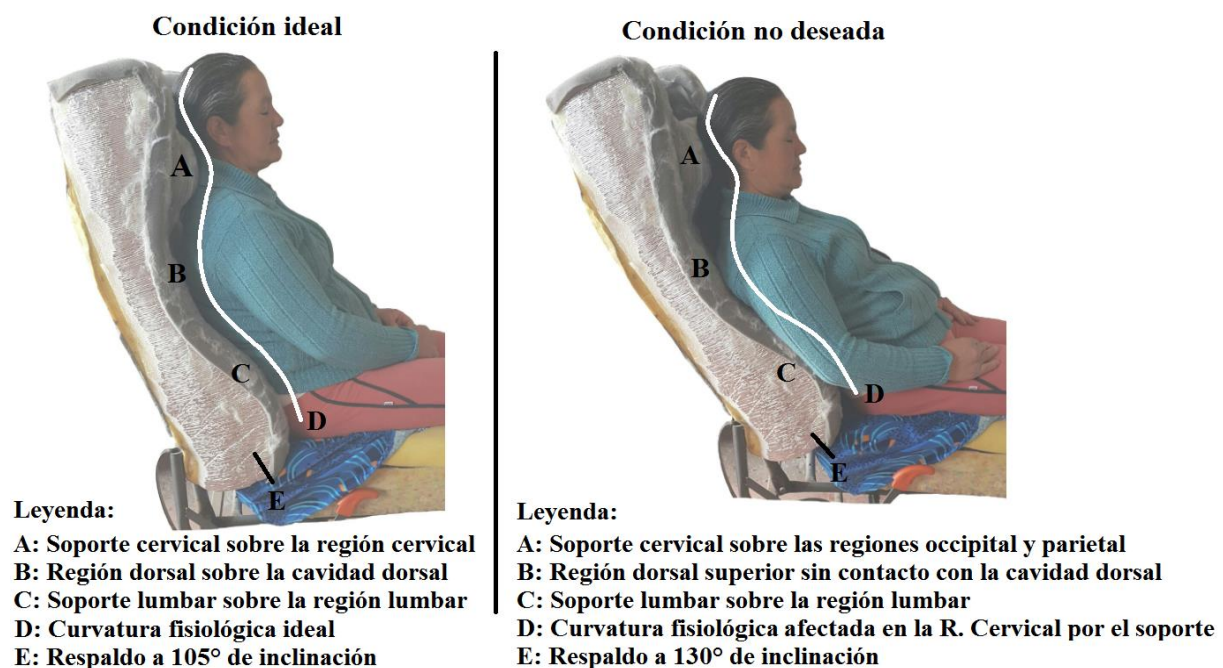 Condición ideal
A
B
C
D
E
Leyenda:
A: Soporte cervical sobre la región cervical
B: Región dorsal sobre la cavidad dorsal
C: Soporte lumbar sobre la región lumbar
D: Curvatura fisiológica ideal
E: Respaldo a 105° de inclinación
Condición no deseada
A
B
C
D
E
Leyenda:
A: Soporte cervical sobre las regiones occipital y parietal
B: Región dorsal superior sin contacto con la cavidad dorsal
C: Soporte lumbar sobre la región lumbar
D: Curvatura fisiológica afectada en la R. Cervical por el soporte
E: Respaldo a 130° de inclinación